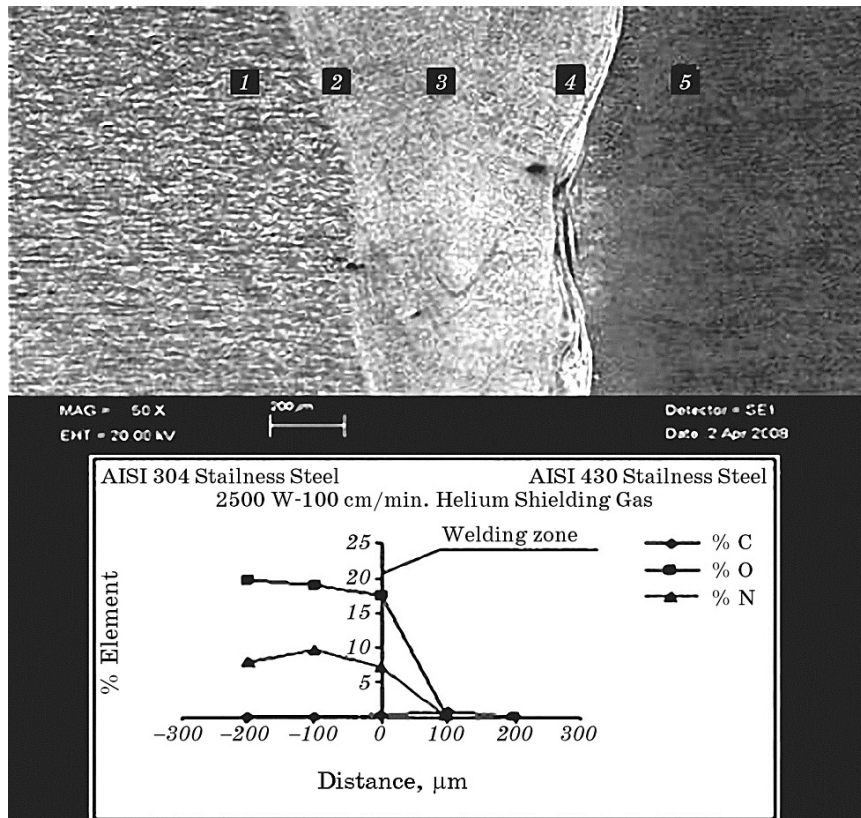 1 2 3 4 5
MAG = 50 X
200 µm
Detector = SE1
EHT = 20.00 kV
Date 2 Apr 2008
AISI 304 Stailness Steel AISI 430 Stailness Steel
2500 W-100 cm/min. Helium Shielding Gas
Welding zone
% C
% O
% N
% Element
25
20
15
10
5
−300 −200 −100 0 100 200 300
Distance, µm